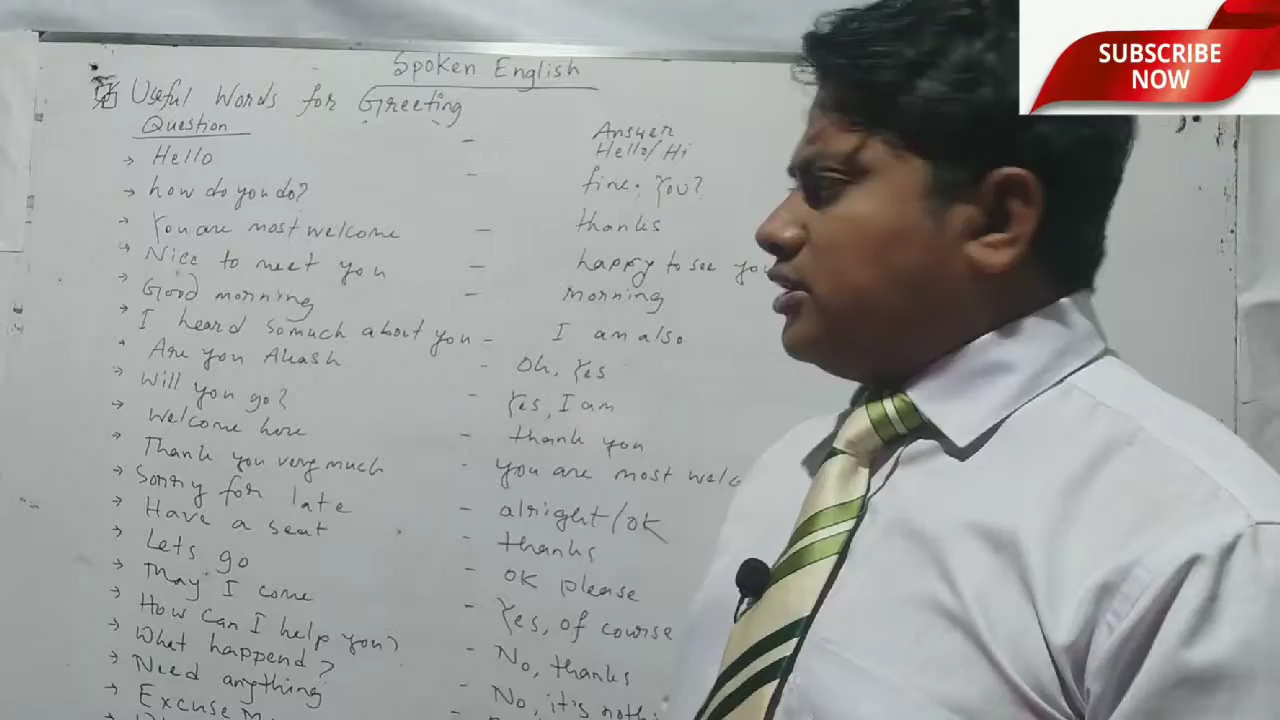 SUBSCRIBE
NOW
Spoken English
Useful Words for Greeting
Question - Answer
Hello - Hello/Hi
how do you do? fine. You?
You are most welcome - thanks
Nice to meet you - happy to see you
Good morning - morning
I heard somuch about you - I am also
Are you Akash - Oh, Yes
Will you go? - Yes, I am
Welcome here - thank you
Thank you very much - you are most welc
Sorry for late - alright/ok
Have a seat - thanks
Lets go - ok please
May I come - Yes, of course
How can I help you? - No, thanks
What happend? - No, it's nothi
Need anything
Excuse M